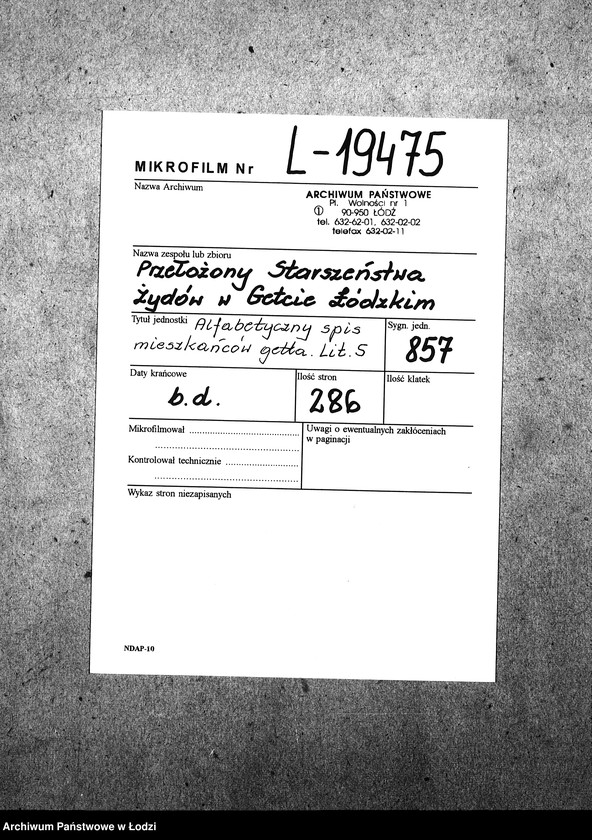 MIKROFILM Nr L-19475
Nazwa Archiwum
ARCHIWUM PAŃSTWOWE
Pl. Wolności nr 1
① 90-950 ŁÓDŹ
tel. 632-62-01, 632-02-02
telefax 632-02-11
Nazwa zespołu lub zbioru
Przełożony Starszeństwa
Żydów w Getcie Łódzkim
Tytuł jednostki Alfabetyczny spis
mieszkańców getta. Lit. S
Sygn. jedn.
857
Daty krańcowe
b.d.
Ilość stron
286
Ilość klatek
Mikrofilmował
Kontrolował technicznie
Uwagi o ewentualnych zakłóceniach
w paginacji
Wykaz stron niezapisanych
NDAP-10
Archiwum Państwowe w Łodzi